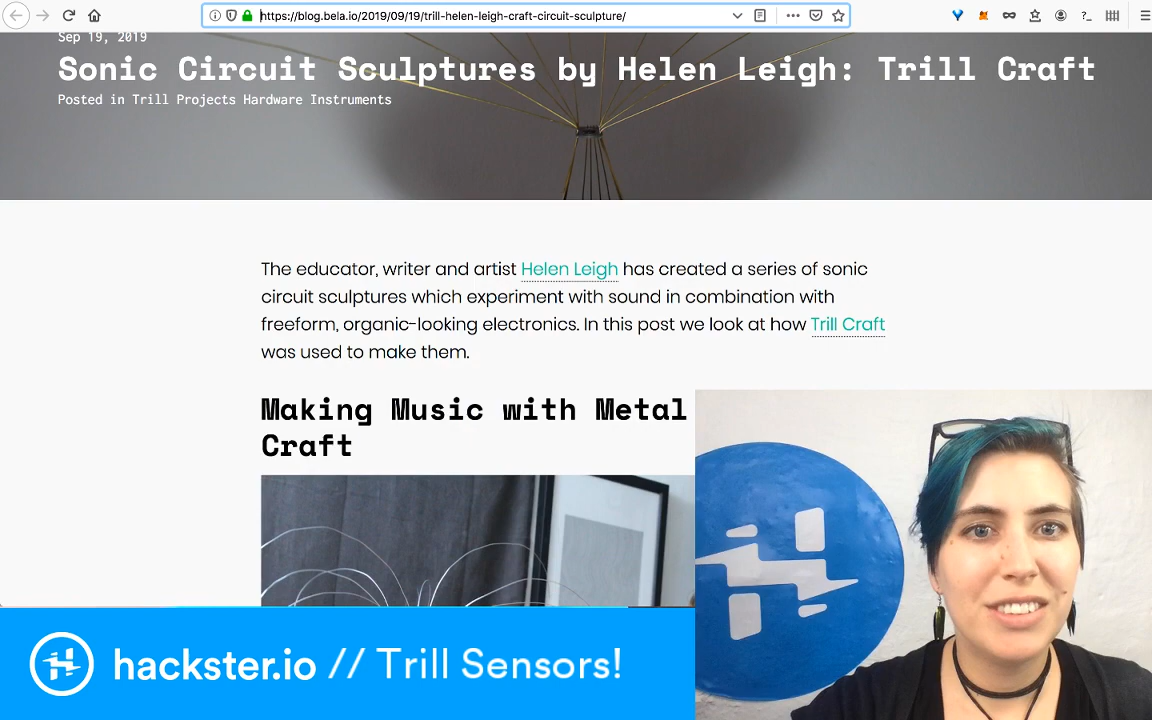 https://blog.bela.io/2019/09/19/trill-helen-leigh-craft-circuit-sculpture/
Sep 19, 2019
Sonic Circuit Sculptures by Helen Leigh: Trill Craft
Posted in Trill Projects Hardware Instruments
The educator, writer and artist Helen Leigh has created a series of sonic
circuit sculptures which experiment with sound in combination with
freeform, organic-looking electronics. In this post we look at how Trill Craft
was used to make them.
Making Music with Metal
Craft
hackster.io // Trill Sensors!